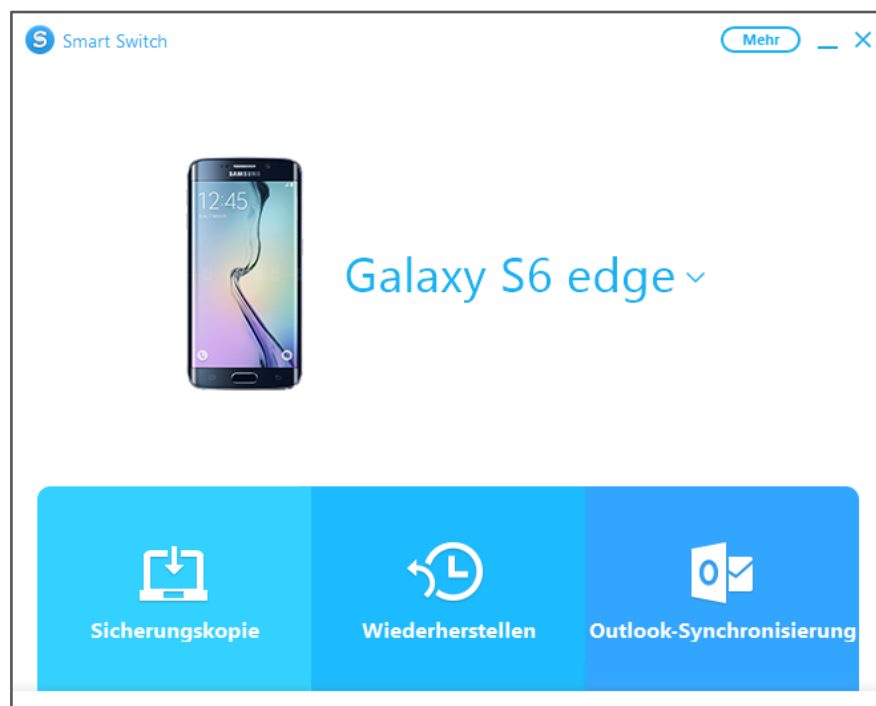 S Smart Switch
Mehr
SAMSUNG
12:45
Galaxy S6 edge
Sicherungskopie
Wiederherstellen
Outlook-Synchronisierung